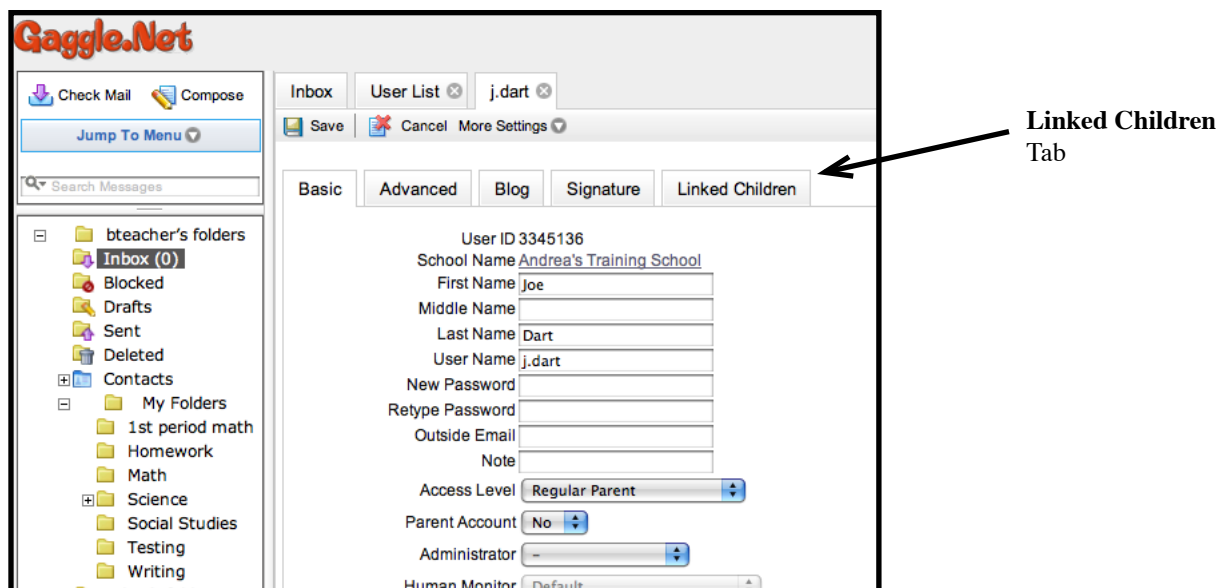 Gaggle.Net
Check Mail Compose
Jump To Menu
Search Messages
bteacher's folders
Inbox (0)
Blocked
Drafts
Sent
Deleted
Contacts
My Folders
1st period math
Homework
Math
Science
Social Studies
Testing
Writing
Inbox User List j.dart
Save Cancel More Settings
Basic Advanced Blog Signature Linked Children
User ID 3345136
School Name Andrea's Training School
First Name Joe
Middle Name
Last Name Dart
User Name j.dart
New Password
Retype Password
Outside Email
Note
Access Level Regular Parent
Parent Account No
Administrator –
Human Monitor Default
Linked Children
Tab